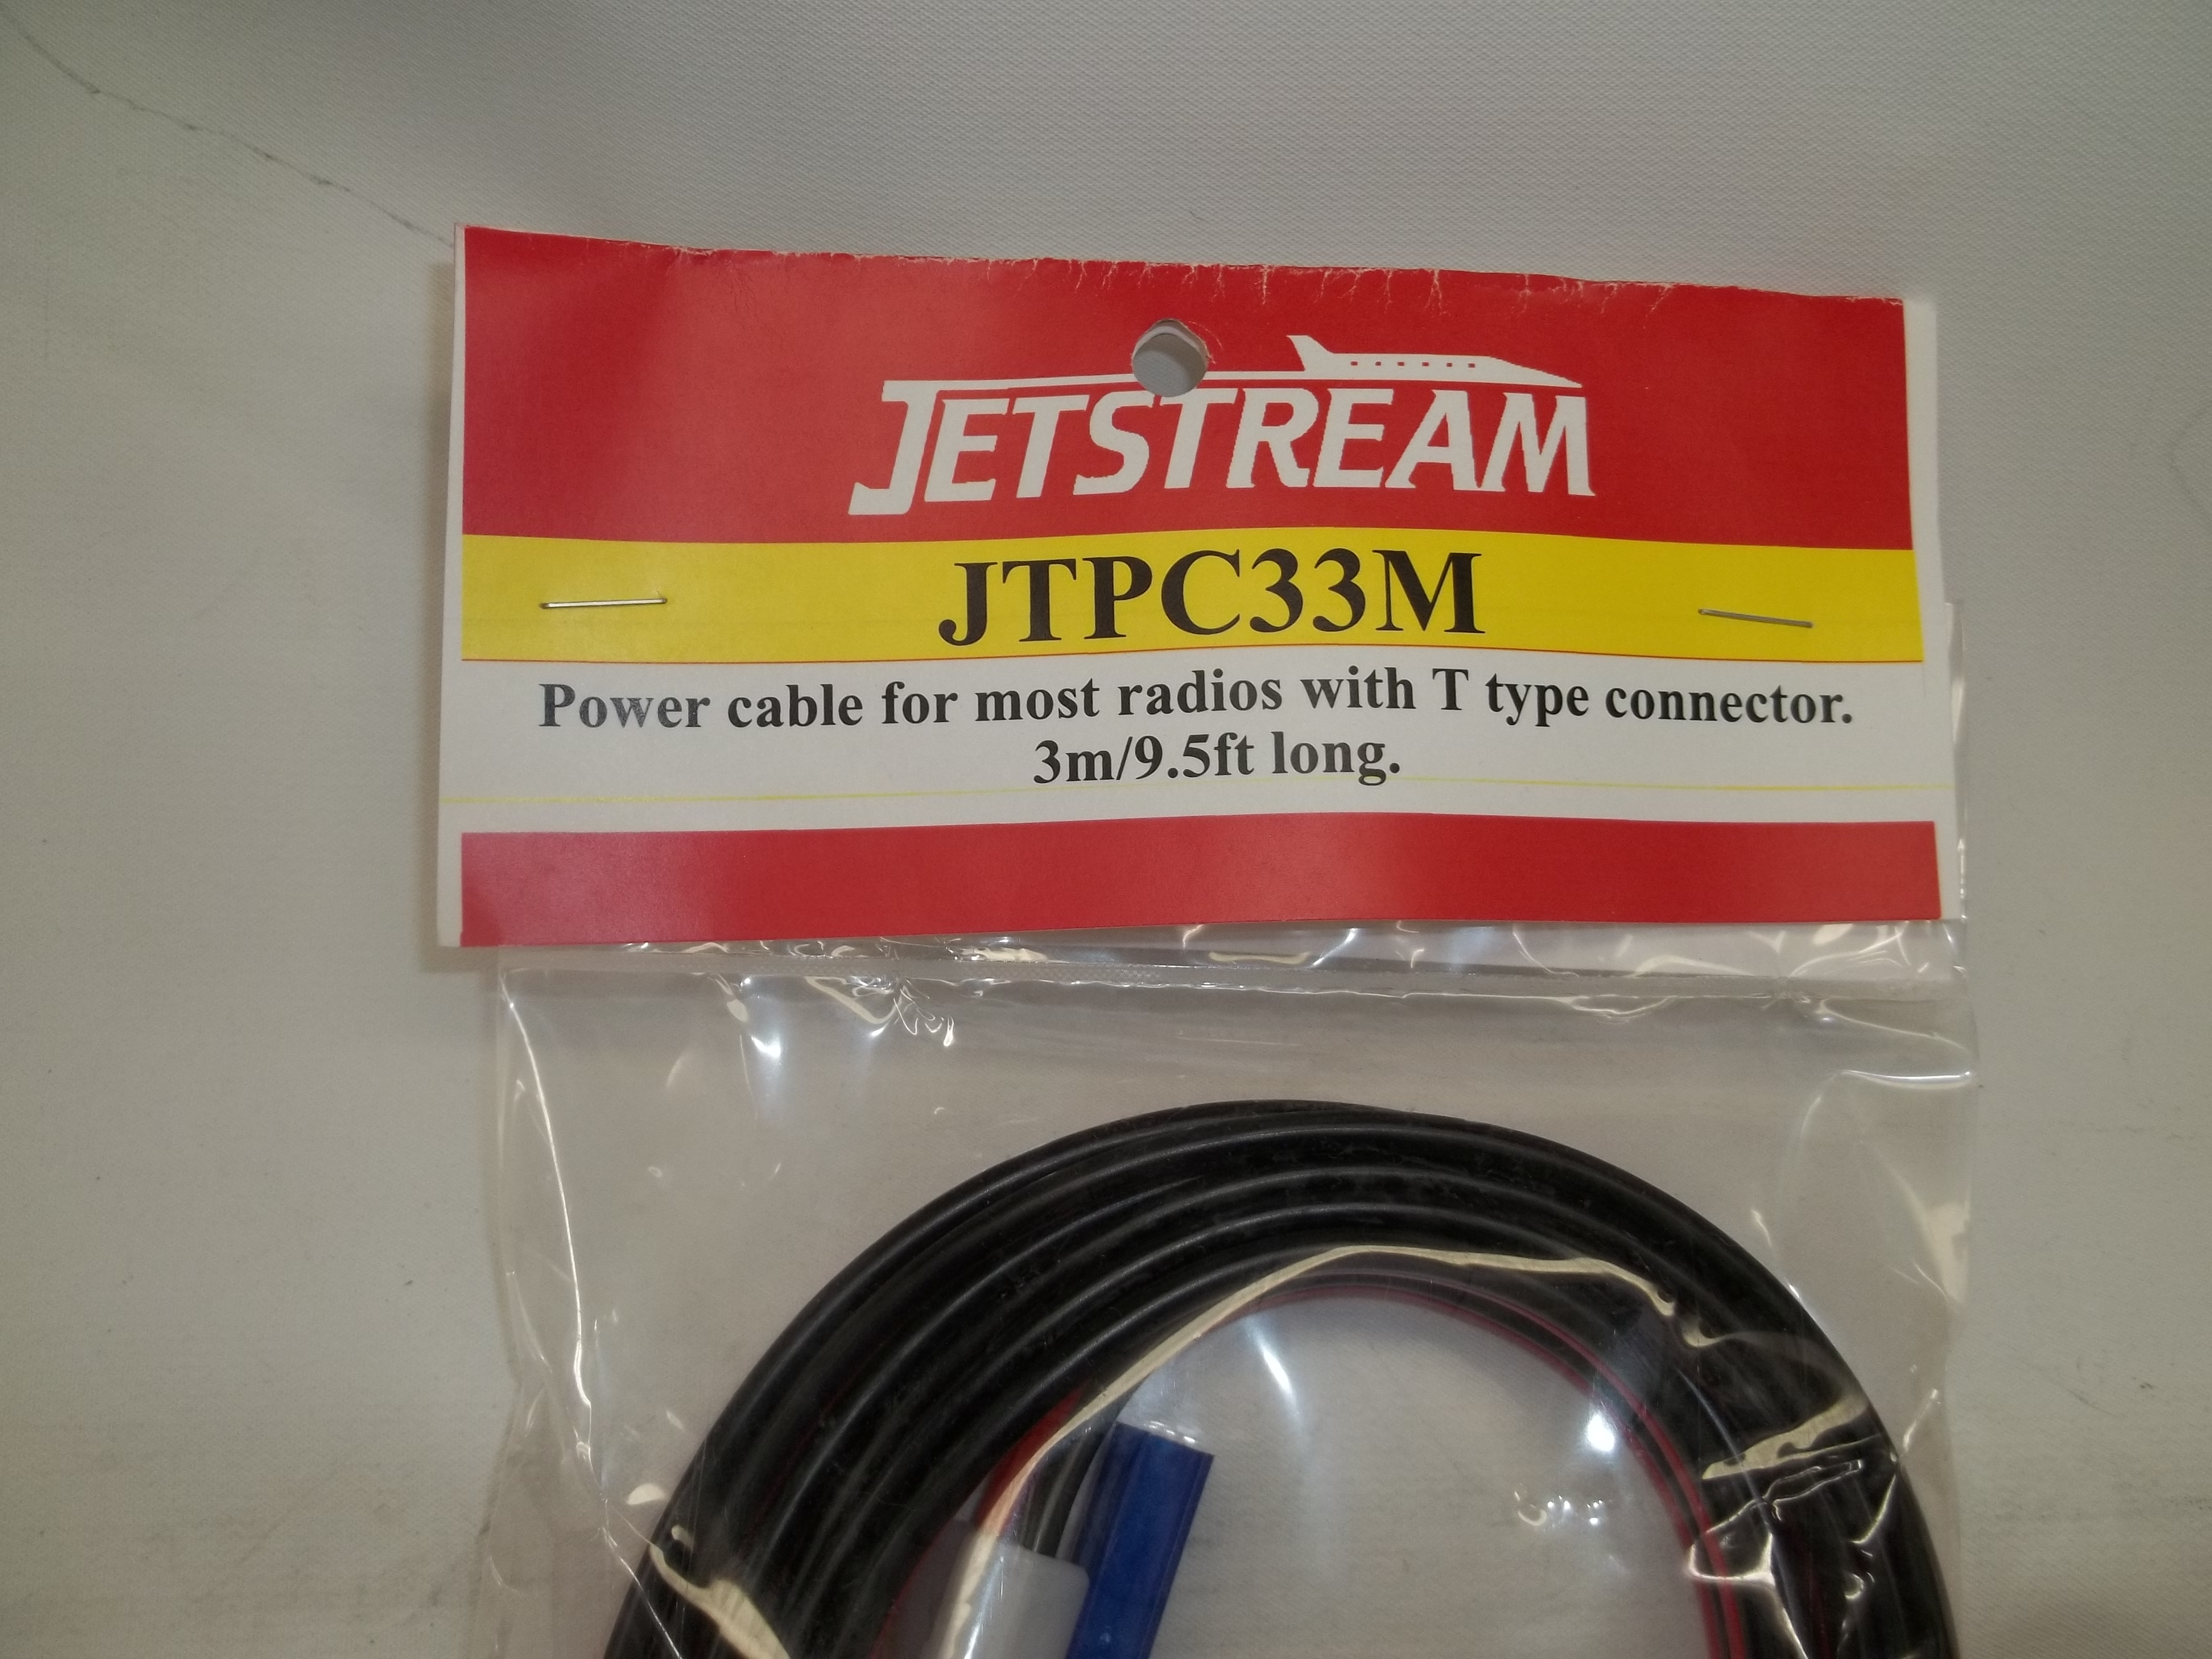 JETSTREAM
JTPC33M
Power cable for most radios with T type connector.
3m/9.5ft long.